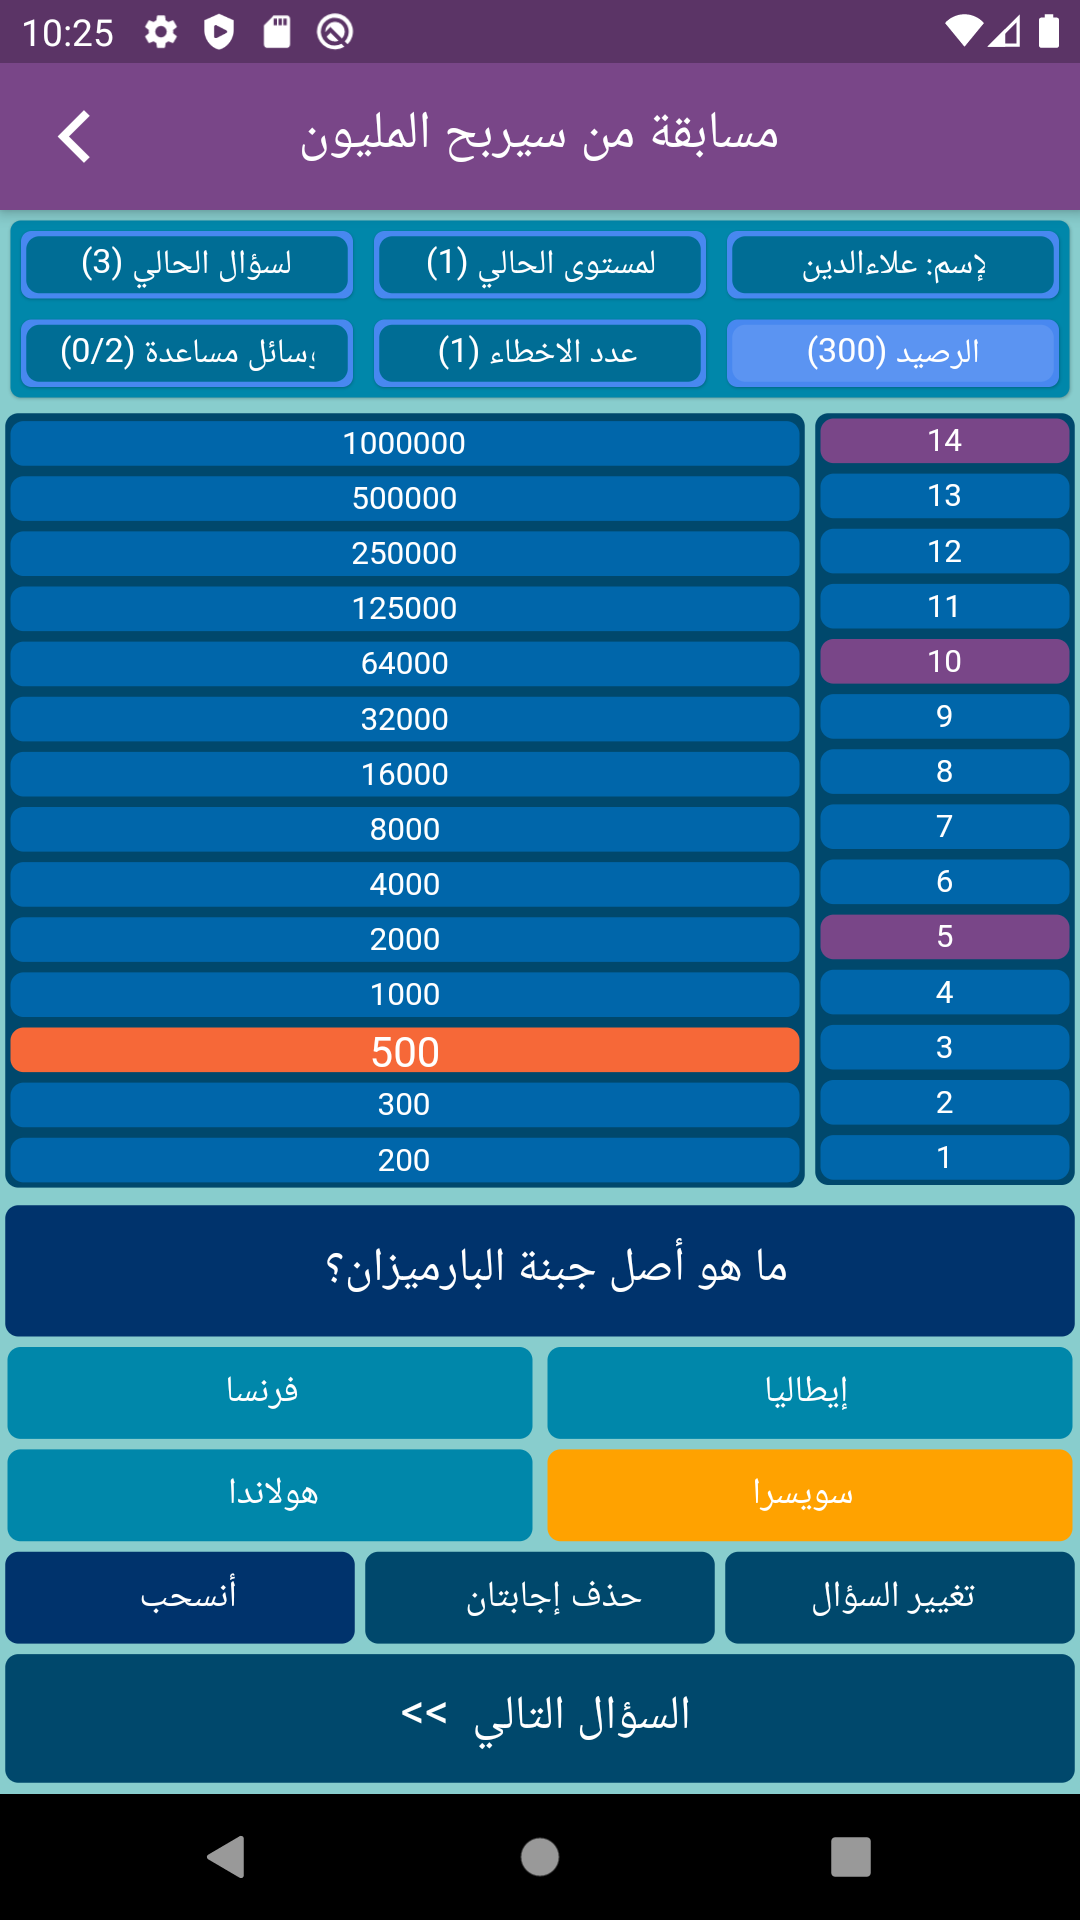 10:25
مسابقة من سيربح المليون
لإسم: علاءالدين
لمستوى الحالي (1)
لسؤال الحالي (3)
الرصيد (300)
عدد الاخطاء (1)
وسائل مساعدة (0/2)
14
1000000
13
500000
12
250000
11
125000
10
64000
9
32000
8
16000
7
8000
6
4000
5
2000
4
1000
3
500
2
300
1
200
ما هو أصل جبنة البارميزان؟
إيطاليا
فرنسا
سويسرا
هولاندا
تغيير السؤال
حذف إجابتان
أنسحب
السؤال التالي >>